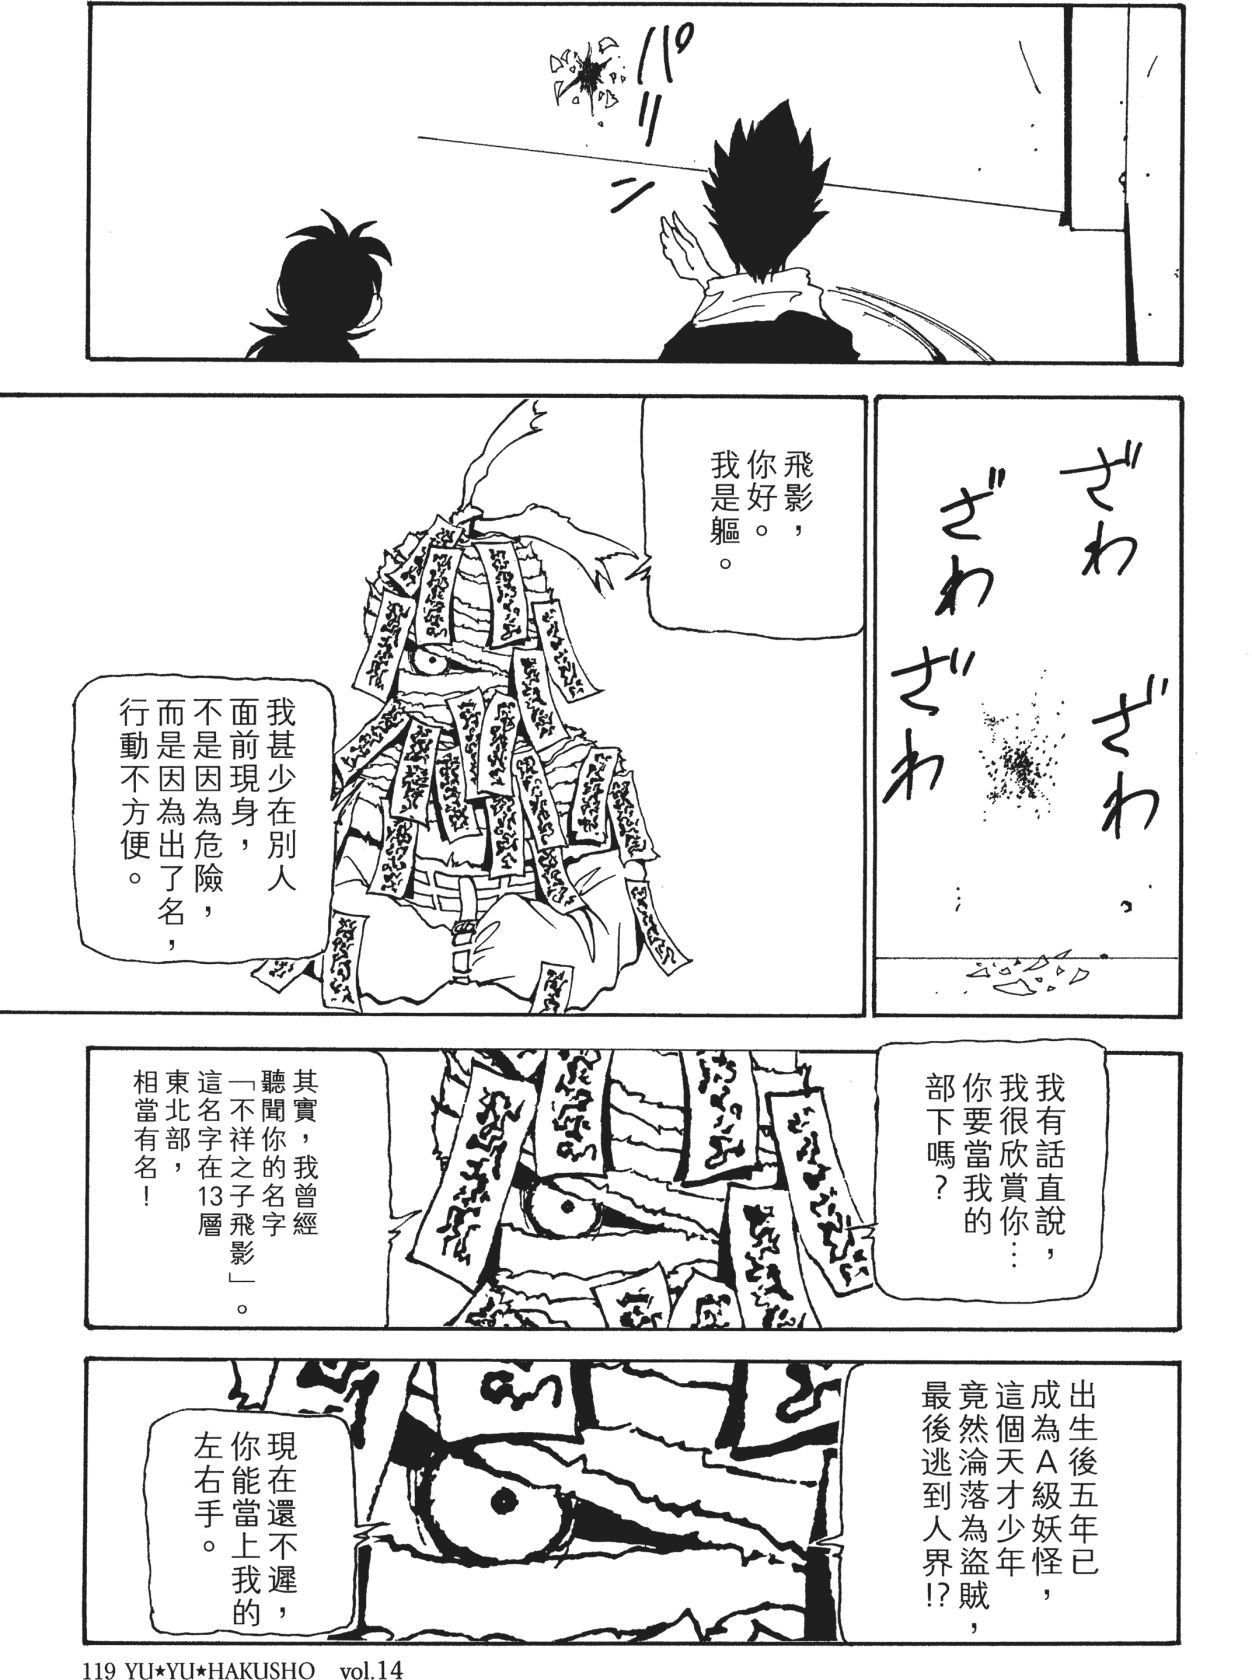 パリン
ざわ
ざわ
ざわ
ざわ
飛影，
你好。
我是軀。
我甚少在別人
面前現身，
不是因為危險，
而是因為出了名，
行動不方便。
我有話直說，
我很欣賞你…
你要當我的
部下嗎？
其實，我曾經
聽聞你的名字
「不祥之子飛影」。
這名字在13層
東北部，
相當有名！
出生後五年已
成為A級妖怪，
這個天才少年
竟然淪落為盜賊，
最後逃到人界!?
現在還不遲，
你能當上我的
左右手。
119 YU★YU★HAKUSHO vol.14